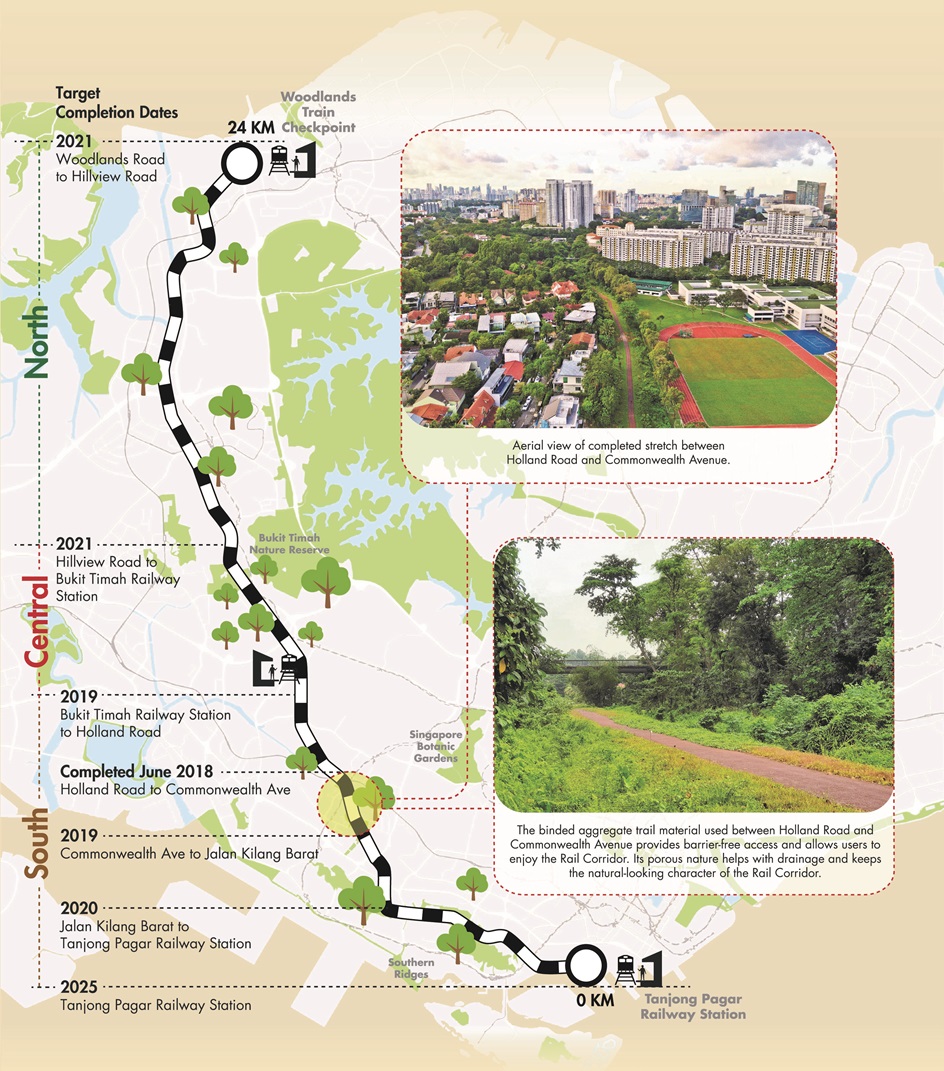 Target
Completion Dates
Woodlands
Train
Checkpoint
24 KM
2021
Woodlands Road
to Hillview Road
North
Aerial view of completed stretch between
Holland Road and Commonwealth Avenue.
2021
Hillview Road to
Bukit Timah Railway
Station
Bukit Timah
Nature Reserve
Central
2019
Bukit Timah Railway Station
to Holland Road
Singapore
Botanic
Gardens
Completed June 2018
Holland Road to Commonwealth Ave
South
2019
Commonwealth Ave to Jalan Kilang Barat
The binded aggregate trail material used between Holland Road and
Commonwealth Avenue provides barrier-free access and allows users to
enjoy the Rail Corridor. Its porous nature helps with drainage and keeps
the natural-looking character of the Rail Corridor.
2020
Jalan Kilang Barat to
Tanjong Pagar Railway Station
Southern
Ridges
2025
Tanjong Pagar Railway Station
0 KM
Tanjong Pagar
Railway Station